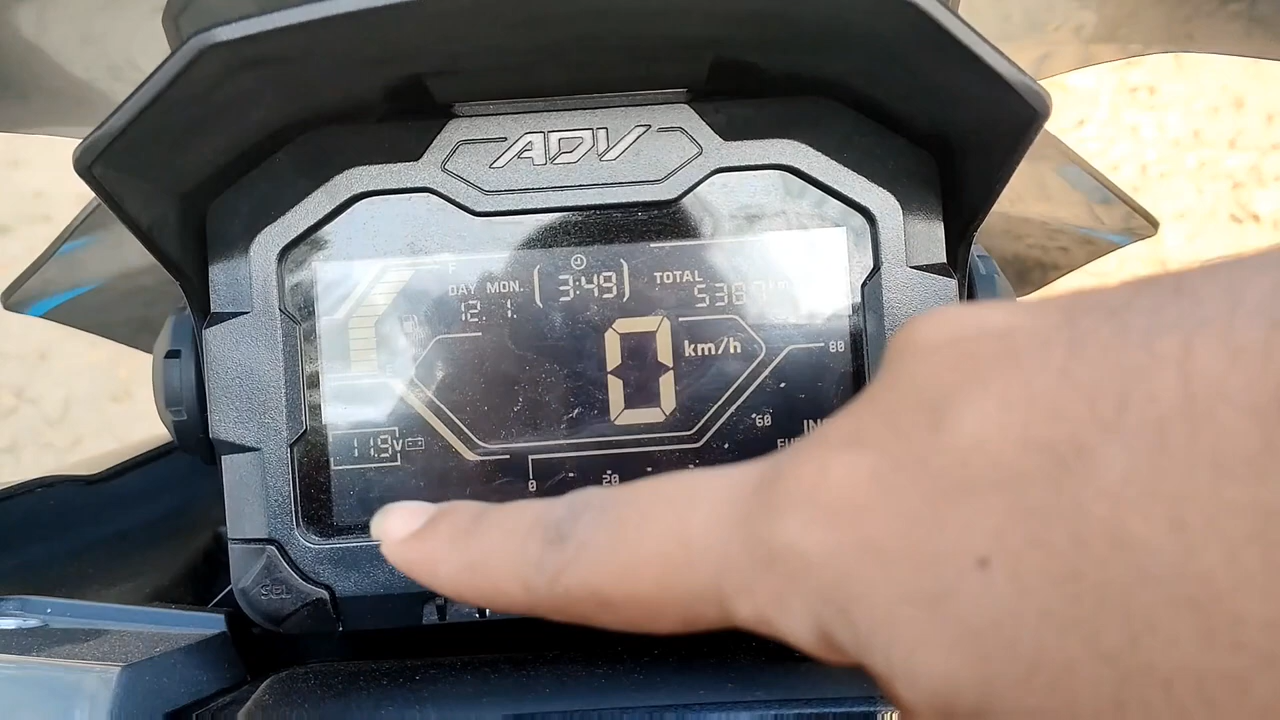 ADV
F
DAY MON. 3:49 TOTAL
12. 1.
0 km/h
80
60
11.9V
0 20
SEL